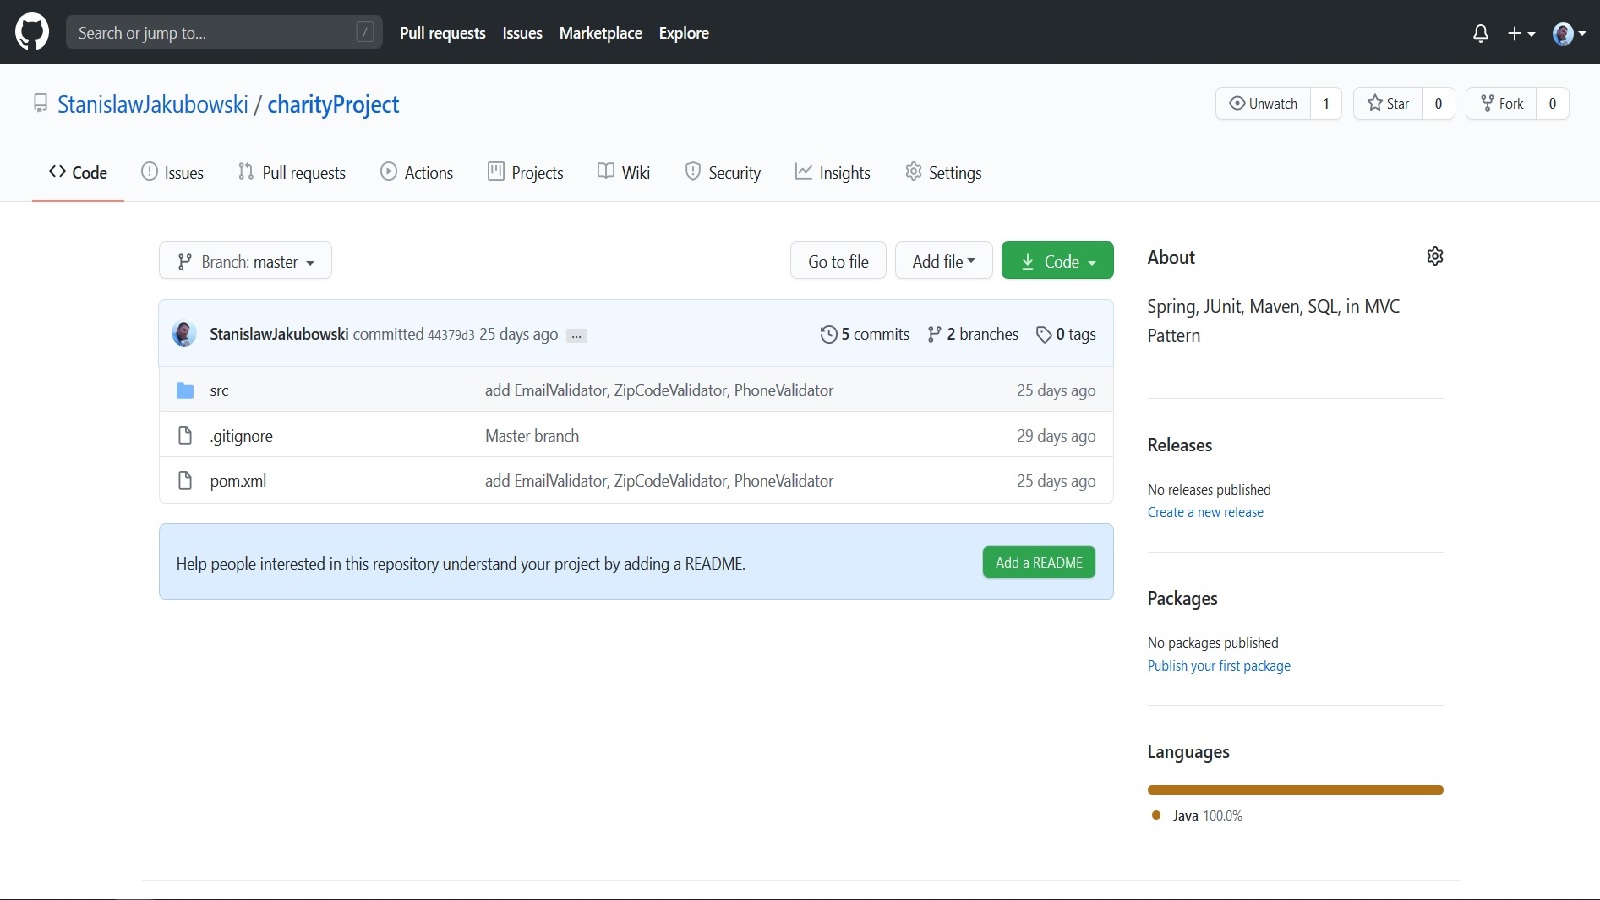 Search or jump to... /
Pull requests Issues Marketplace Explore
StanislawJakubowski / charityProject
Unwatch 1 Star 0 Fork 0
Code Issues Pull requests Actions Projects Wiki Security Insights Settings
Branch: master Go to file Add file Code
StanislawJakubowski committed 44379d3 25 days ago ... 5 commits 2 branches 0 tags
src add EmailValidator, ZipCodeValidator, PhoneValidator 25 days ago
.gitignore Master branch 29 days ago
pom.xml add EmailValidator, ZipCodeValidator, PhoneValidator 25 days ago
Help people interested in this repository understand your project by adding a README. Add a README
About
Spring, JUnit, Maven, SQL, in MVC
Pattern
Releases
No releases published
Create a new release
Packages
No packages published
Publish your first package
Languages
Java 100.0%